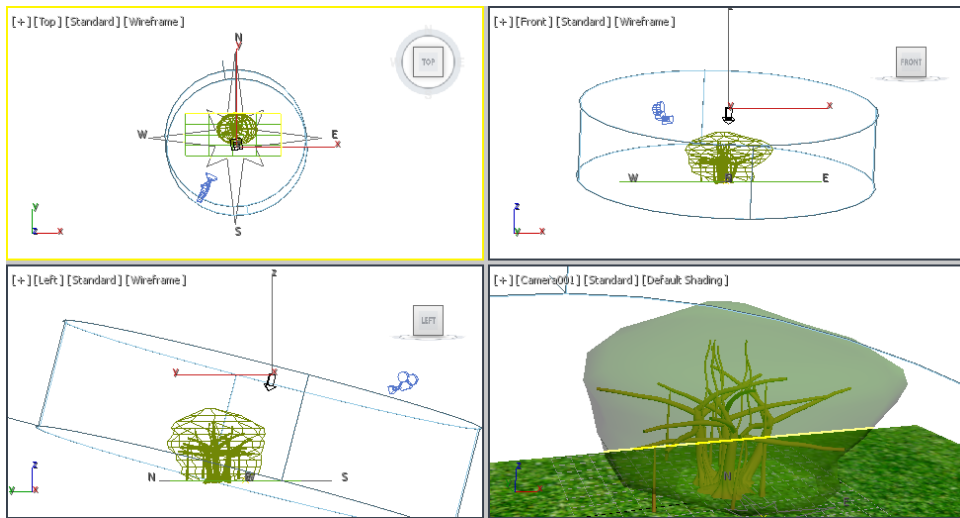 [+] [Top] [Standard] [Wireframe]
N
y
TOP
W
E
x
S
y
z
x
[+] [Front] [Standard] [Wireframe]
FRONT
y
x
W
N
E
z
y
x
[+] [Left] [Standard] [Wireframe]
z
LEFT
y
x
N
S
z
y
x
[+] [Camera001] [Standard] [Default Shading]
N
z
x